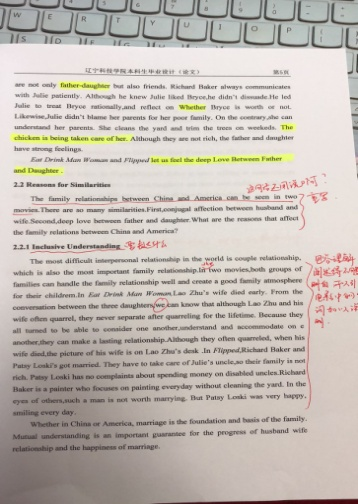 辽宁科技学院本科生毕业设计（论文） 第5页
are not only father-daughter but also friends. Richard Baker always communicates
with Julie patiently. Although he knew Julie liked Bryce,he didn't dissuade.He led
Julie to treat Bryce rationally,and reflect on Whether Bryce is worth or not.
Likewise,Julie didn't blame her parents for her poor family. On the contrary,she can
understand her parents. She cleans the yard and trim the trees on weekends. The
chicken is being taken care of her. Although they are not rich, the father and daughter
have strong feelings.
Eat Drink Man Woman and Flipped let us feel the deep Love Between Father
and Daughter .
2.2 Reasons for Similarities
The family relationships between China and America can be seen in two
movies.There are so many similarities.First,conjugal affection between husband and
wife.Second,deep love between father and daughter.What are the reasons that affect
the family relations between China and America?
2.2.1 Inclusive Understanding
The most difficult interpersonal relationship in the world is couple relationship,
which is also the most important family relationship.In two movies,both groups of
families can handle the family relationship well and create a good family atmosphere
for their children.In Eat Drink Man Woman,Lao Zhu's wife died early. From the
conversation between the three daughters,we can know that although Lao Zhu and his
wife often quarrel, they never separate after quarreling for the lifetime. Because they
all turned to be able to consider one another,understand and accommodate on e
another,they can make a lasting relationship.Although they often quarreled, when his
wife died,the picture of his wife is on Lao Zhu's desk .In Flipped,Richard Baker and
Patsy Loski's got married. They have to take care of Julie's uncle,so their family is not
rich. Patsy Loski has no complaints about spending money on disabled uncles.Richard
Baker is a painter who focuses on painting everyday without cleaning the yard. In the
eyes of others,such a man is not worth marrying. But Patsy Loski was very happy,
smiling every day.
Whether in China or America, marriage is the foundation and basis of the family.
Mutual understanding is an important guarantee for the progress of husband wife
relationship and the happiness of marriage.